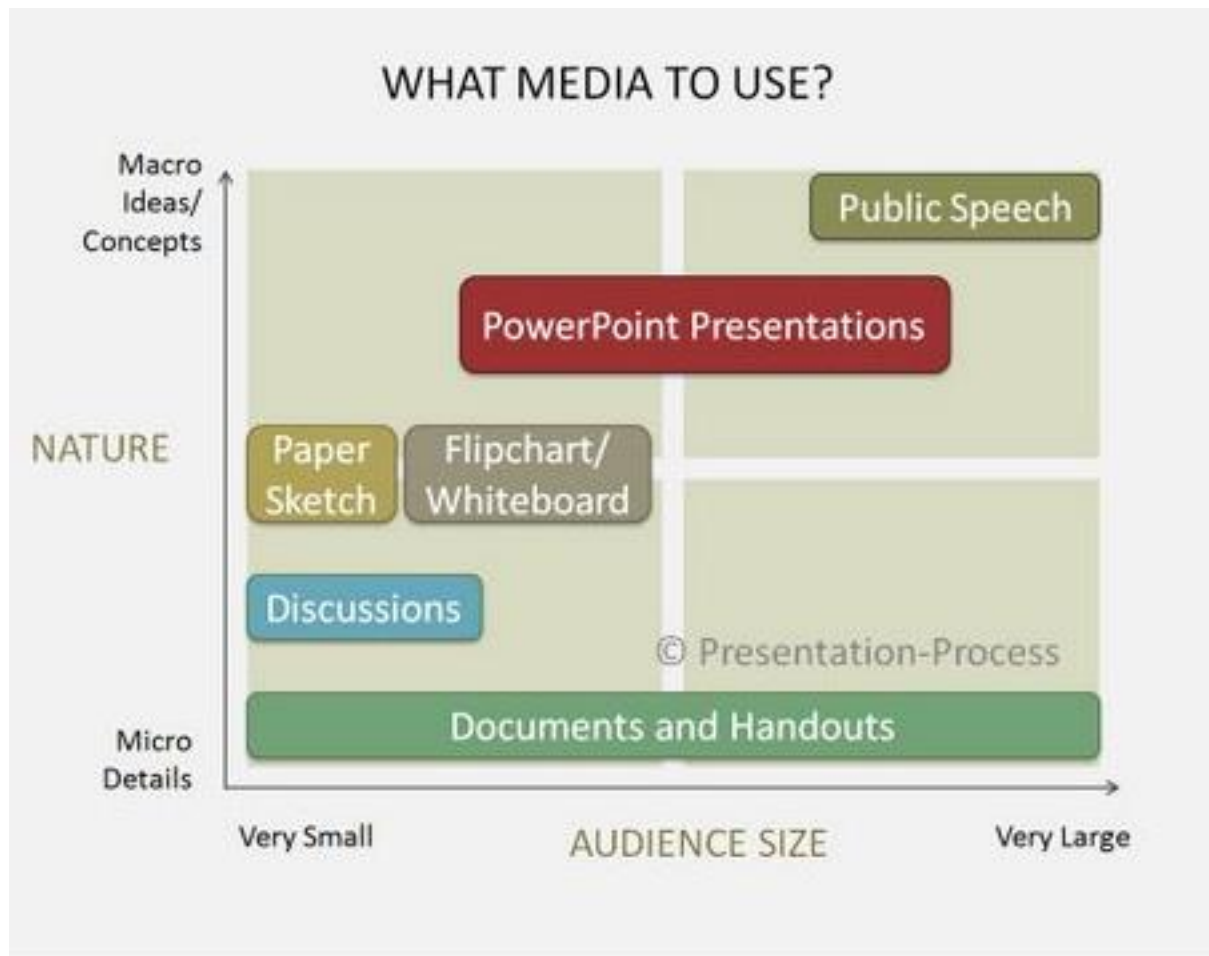 WHAT MEDIA TO USE?
Macro
Ideas/
Concepts
Public Speech
PowerPoint Presentations
NATURE
Paper
Sketch
Flipchart/
Whiteboard
Discussions
© Presentation-Process
Documents and Handouts
Micro
Details
Very Small
AUDIENCE SIZE
Very Large